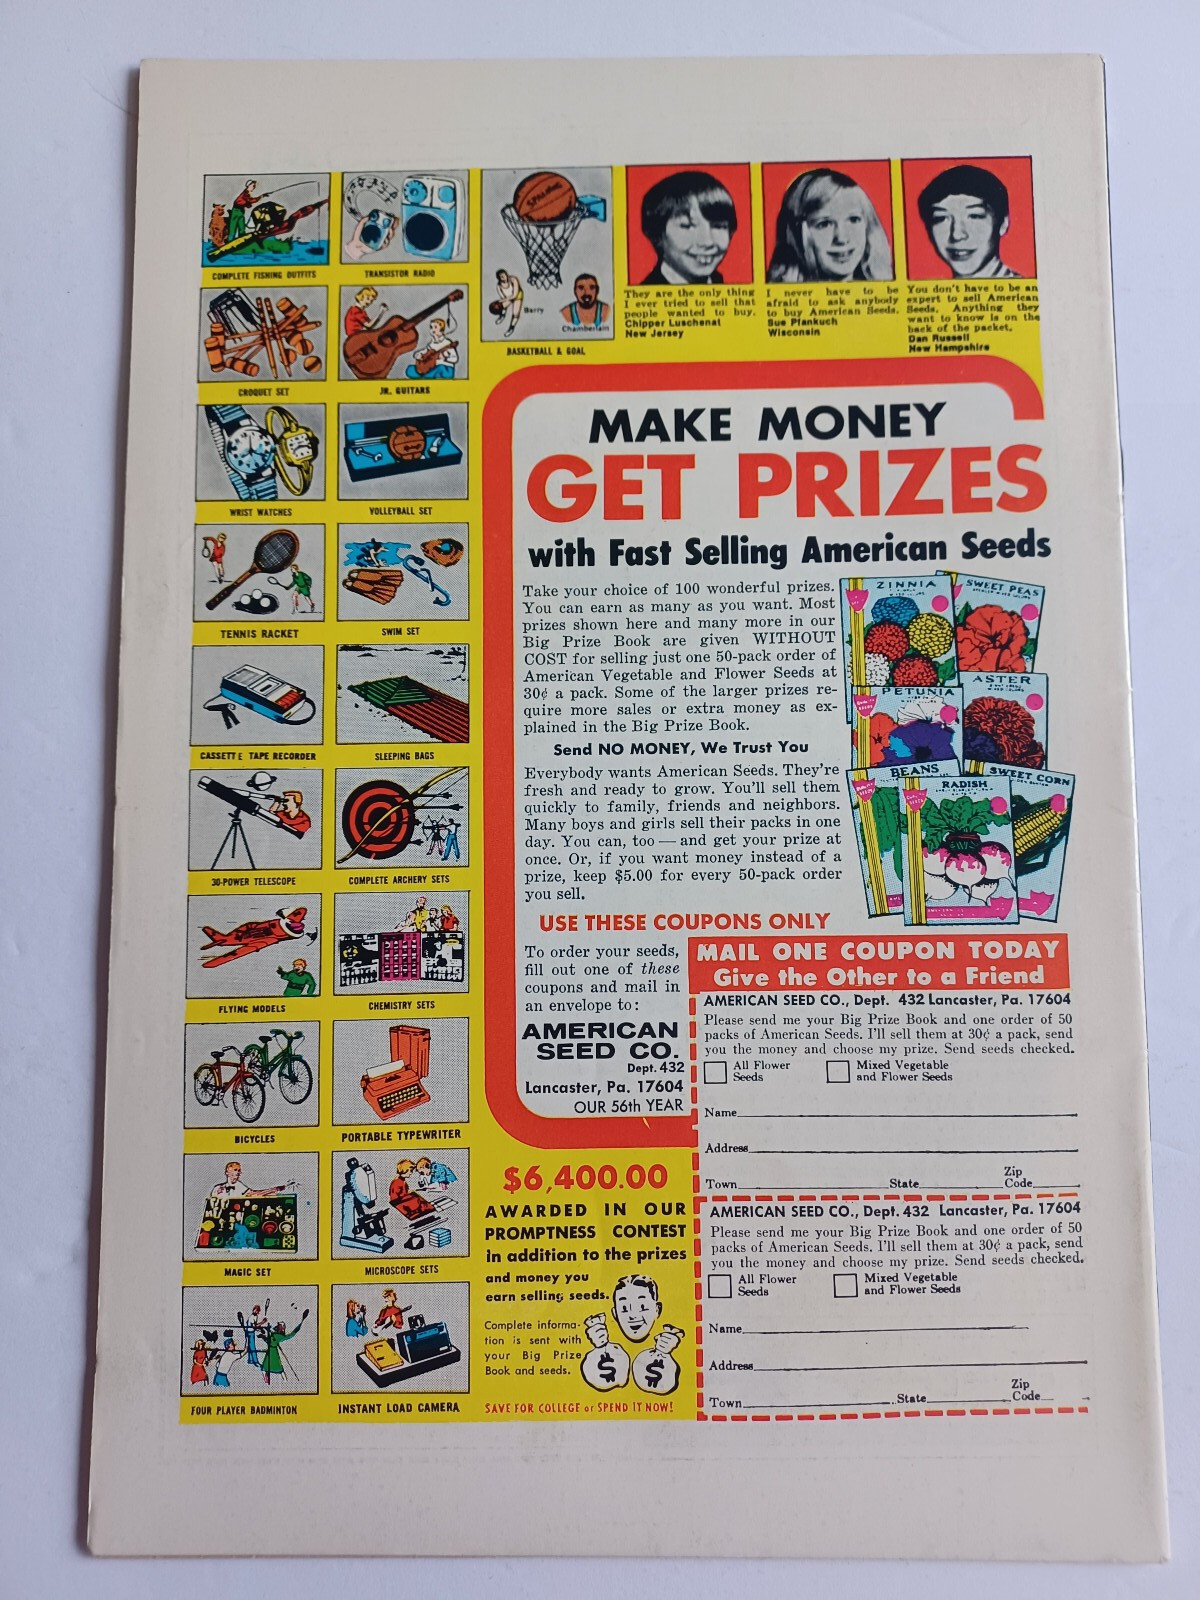 COMPLETE FISHING OUTFITS
TRANSISTOR RADIO
SPALDING
Barry
Chamberlain
BASKETBALL & GOAL
They are the only thing
I ever tried to sell that
people wanted to buy.
Chipper Luschenat
New Jersey
I never have to be
afraid to ask anybody
to buy American Seeds.
Sue Pfankuch
Wisconsin
You don't have to be an
expert to sell American
Seeds. Anything they
want to know is on the
back of the packet.
Dan Russell
New Hampshire
CROQUET SET
JR. GUITARS
WRIST WATCHES
VOLLEYBALL SET
TENNIS RACKET
SWIM SET
CASSETTE TAPE RECORDER
SLEEPING BAGS
30-POWER TELESCOPE
COMPLETE ARCHERY SETS
FLYING MODELS
CHEMISTRY SETS
BICYCLES
PORTABLE TYPEWRITER
MAGIC SET
MICROSCOPE SETS
FOUR PLAYER BADMINTON
INSTANT LOAD CAMERA
MAKE MONEY
GET PRIZES
with Fast Selling American Seeds
Take your choice of 100 wonderful prizes.
You can earn as many as you want. Most
prizes shown here and many more in our
Big Prize Book are given WITHOUT
COST for selling just one 50-pack order of
American Vegetable and Flower Seeds at
30¢ a pack. Some of the larger prizes re-
quire more sales or extra money as ex-
plained in the Big Prize Book.
Send NO MONEY, We Trust You
Everybody wants American Seeds. They're
fresh and ready to grow. You'll sell them
quickly to family, friends and neighbors.
Many boys and girls sell their packs in one
day. You can, too — and get your prize at
once. Or, if you want money instead of a
prize, keep $5.00 for every 50-pack order
you sell.
ZINNIA
SWEET PEAS
PETUNIA
ASTER
BEANS
RADISH
SWEET CORN
USE THESE COUPONS ONLY
To order your seeds,
fill out one of these
coupons and mail in
an envelope to:
AMERICAN
SEED CO.
Dept. 432
Lancaster, Pa. 17604
OUR 56th YEAR
MAIL ONE COUPON TODAY
Give the Other to a Friend
AMERICAN SEED CO., Dept. 432 Lancaster, Pa. 17604
Please send me your Big Prize Book and one order of 50
packs of American Seeds. I'll sell them at 30¢ a pack, send
you the money and choose my prize. Send seeds checked.
All Flower
Seeds
Mixed Vegetable
and Flower Seeds
Name
Address
Town State Zip Code
AMERICAN SEED CO., Dept. 432 Lancaster, Pa. 17604
Please send me your Big Prize Book and one order of 50
packs of American Seeds. I'll sell them at 30¢ a pack, send
you the money and choose my prize. Send seeds checked.
All Flower
Seeds
Mixed Vegetable
and Flower Seeds
Name
Address
Town State Zip Code
$6,400.00
AWARDED IN OUR
PROMPTNESS CONTEST
in addition to the prizes
and money you
earn selling seeds.
Complete informa-
tion is sent with
your Big Prize
Book and seeds.
$ $
SAVE FOR COLLEGE or SPEND IT NOW!